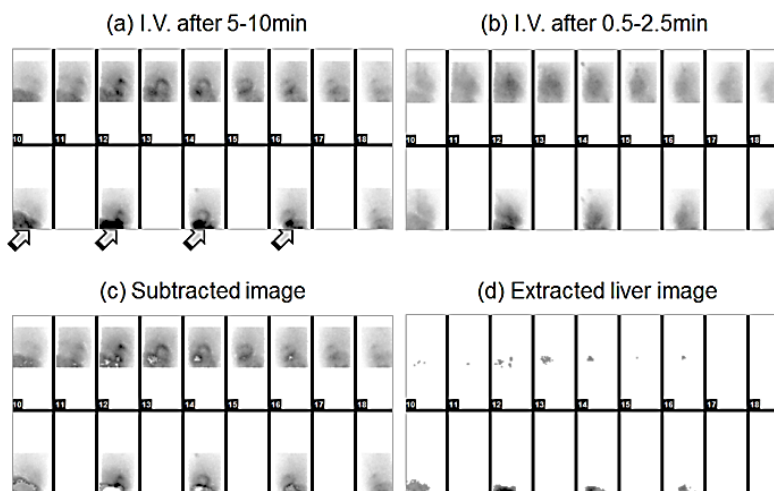 (a) I.V. after 5-10min
(b) I.V. after 0.5-2.5min
10 11 12 13 14 15 16 17 18
10 11 12 13 14 15 16 17 18
(c) Subtracted image
(d) Extracted liver image
10 11 12 13 14 15 16 17 18
10 11 12 13 14 15 16 17 18